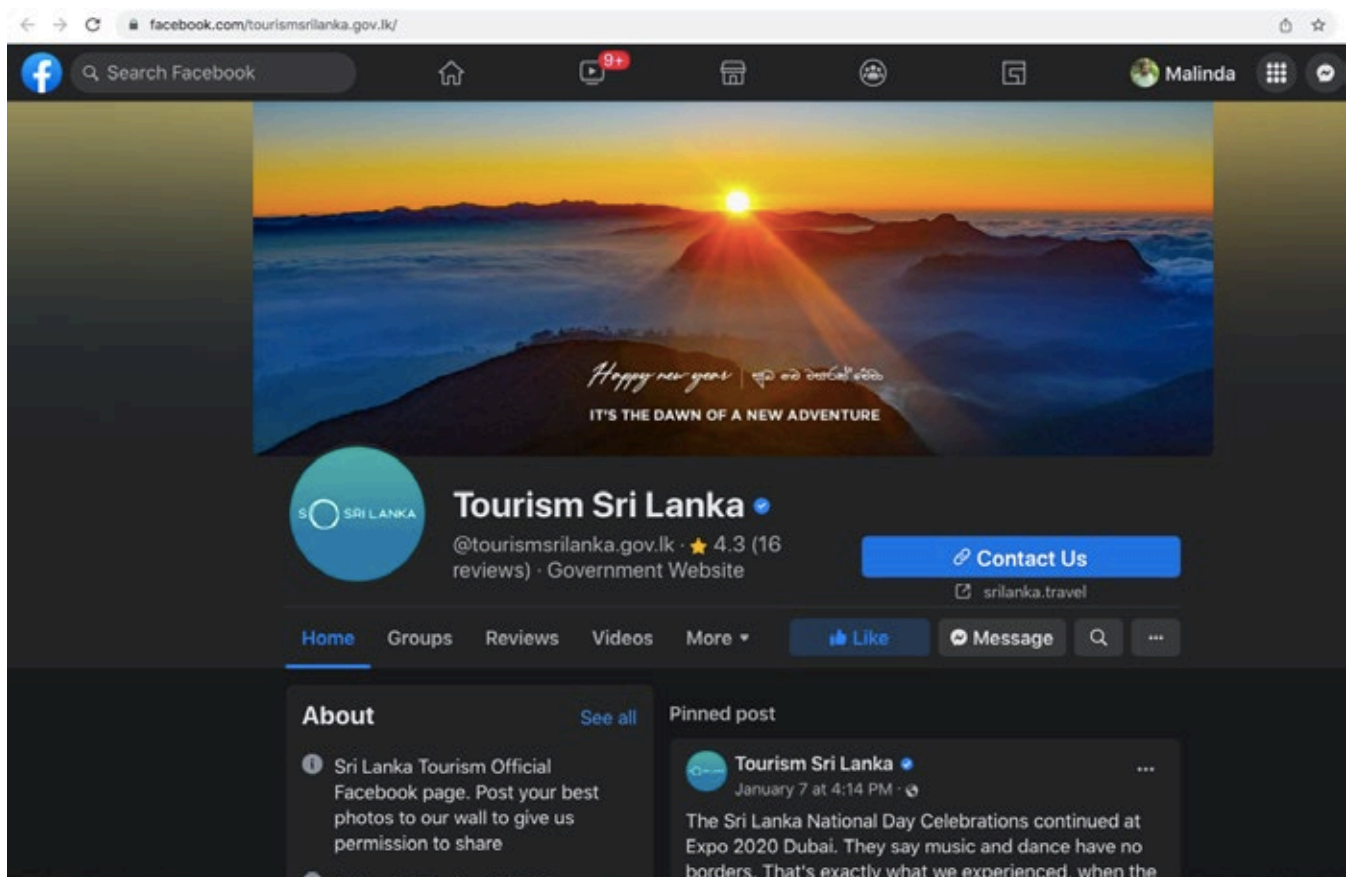 facebook.com/tourismsrilanka.gov.lk/
Search Facebook
9+
Malinda
Happy new year | සුබ නව වසරක් වේවා
IT'S THE DAWN OF A NEW ADVENTURE
SO SRI LANKA
Tourism Sri Lanka
@tourismsrilanka.gov.lk · 4.3 (16
reviews) · Government Website
Contact Us
srilanka.travel
Home Groups Reviews Videos More Like Message
About See all
Sri Lanka Tourism Official
Facebook page. Post your best
photos to our wall to give us
permission to share
Pinned post
Tourism Sri Lanka
January 7 at 4:14 PM ·
The Sri Lanka National Day Celebrations continued at
Expo 2020 Dubai. They say music and dance have no
borders. That's exactly what we experienced, when the